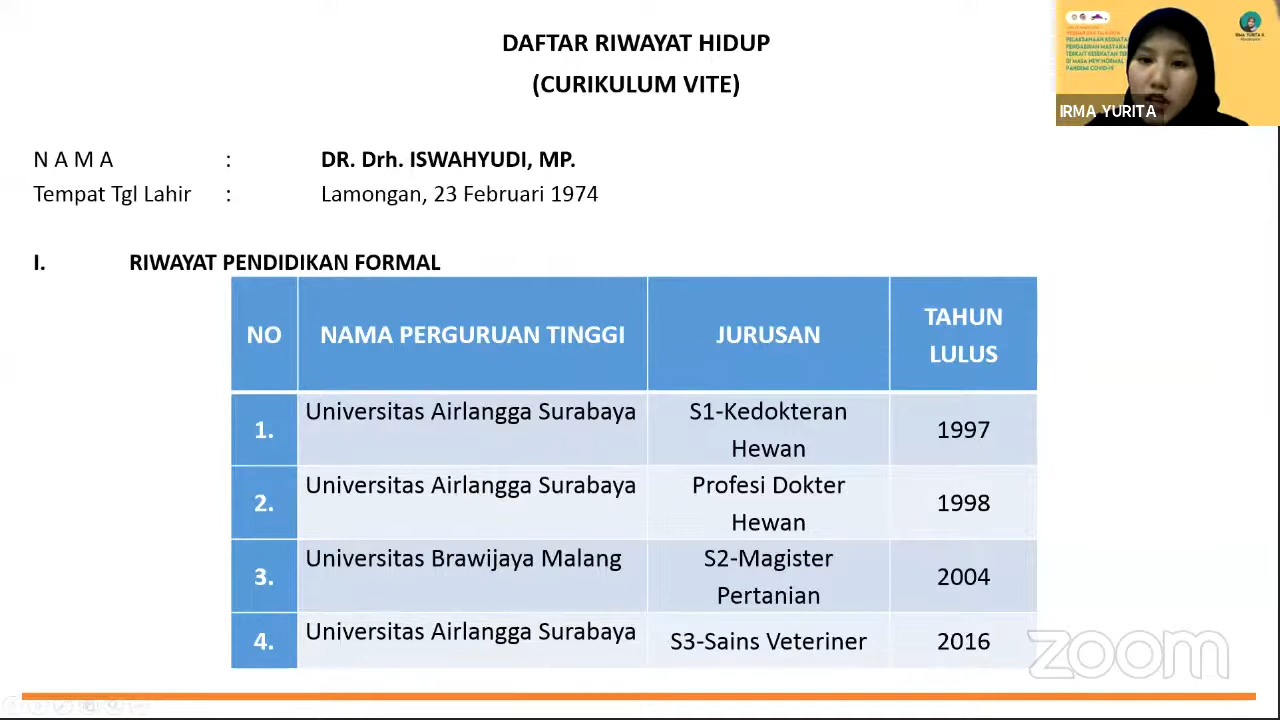 DAFTAR RIWAYAT HIDUP
(CURIKULUM VITE)
N A M A : DR. Drh. ISWAHYUDI, MP.
Tempat Tgl Lahir : Lamongan, 23 Februari 1974
I. RIWAYAT PENDIDIKAN FORMAL
NO NAMA PERGURUAN TINGGI JURUSAN TAHUN LULUS
1. Universitas Airlangga Surabaya S1-Kedokteran Hewan 1997
2. Universitas Airlangga Surabaya Profesi Dokter Hewan 1998
3. Universitas Brawijaya Malang S2-Magister Pertanian 2004
4. Universitas Airlangga Surabaya S3-Sains Veteriner 2016
zoom
IRMA YURITA
PANDEMI COVID-19